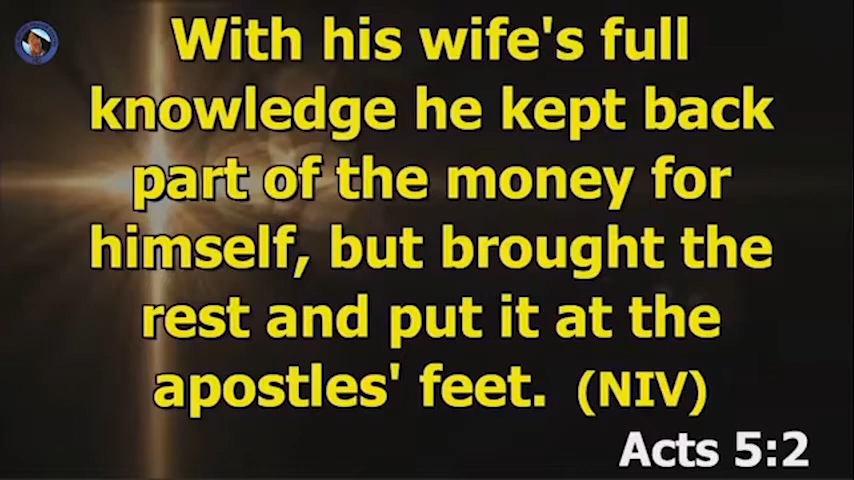 With his wife's full
knowledge he kept back
part of the money for
himself, but brought the
rest and put it at the
apostles' feet. (NIV)
Acts 5:2